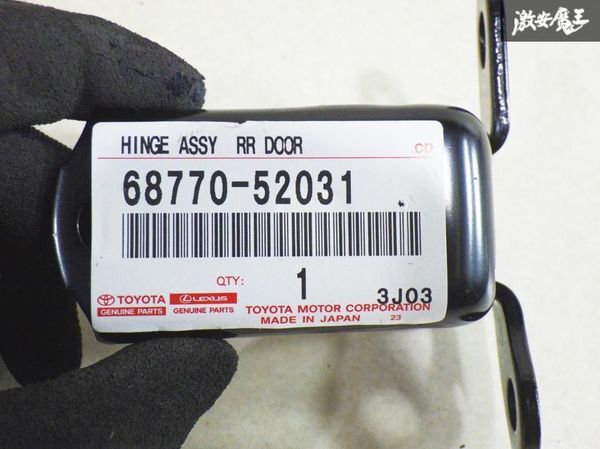 激安魔王
HINGE ASSY RR DOOR
CD
68770-52031
QTY: 1
3J03
TOYOTA LEXUS
GENUINE PARTS GENUINE PARTS
TOYOTA MOTOR CORPORATION
MADE IN JAPAN 23